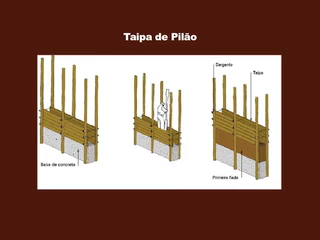 Taipa de Pilão
Sargento
Taipa
Base de concreto
Primeira fiada